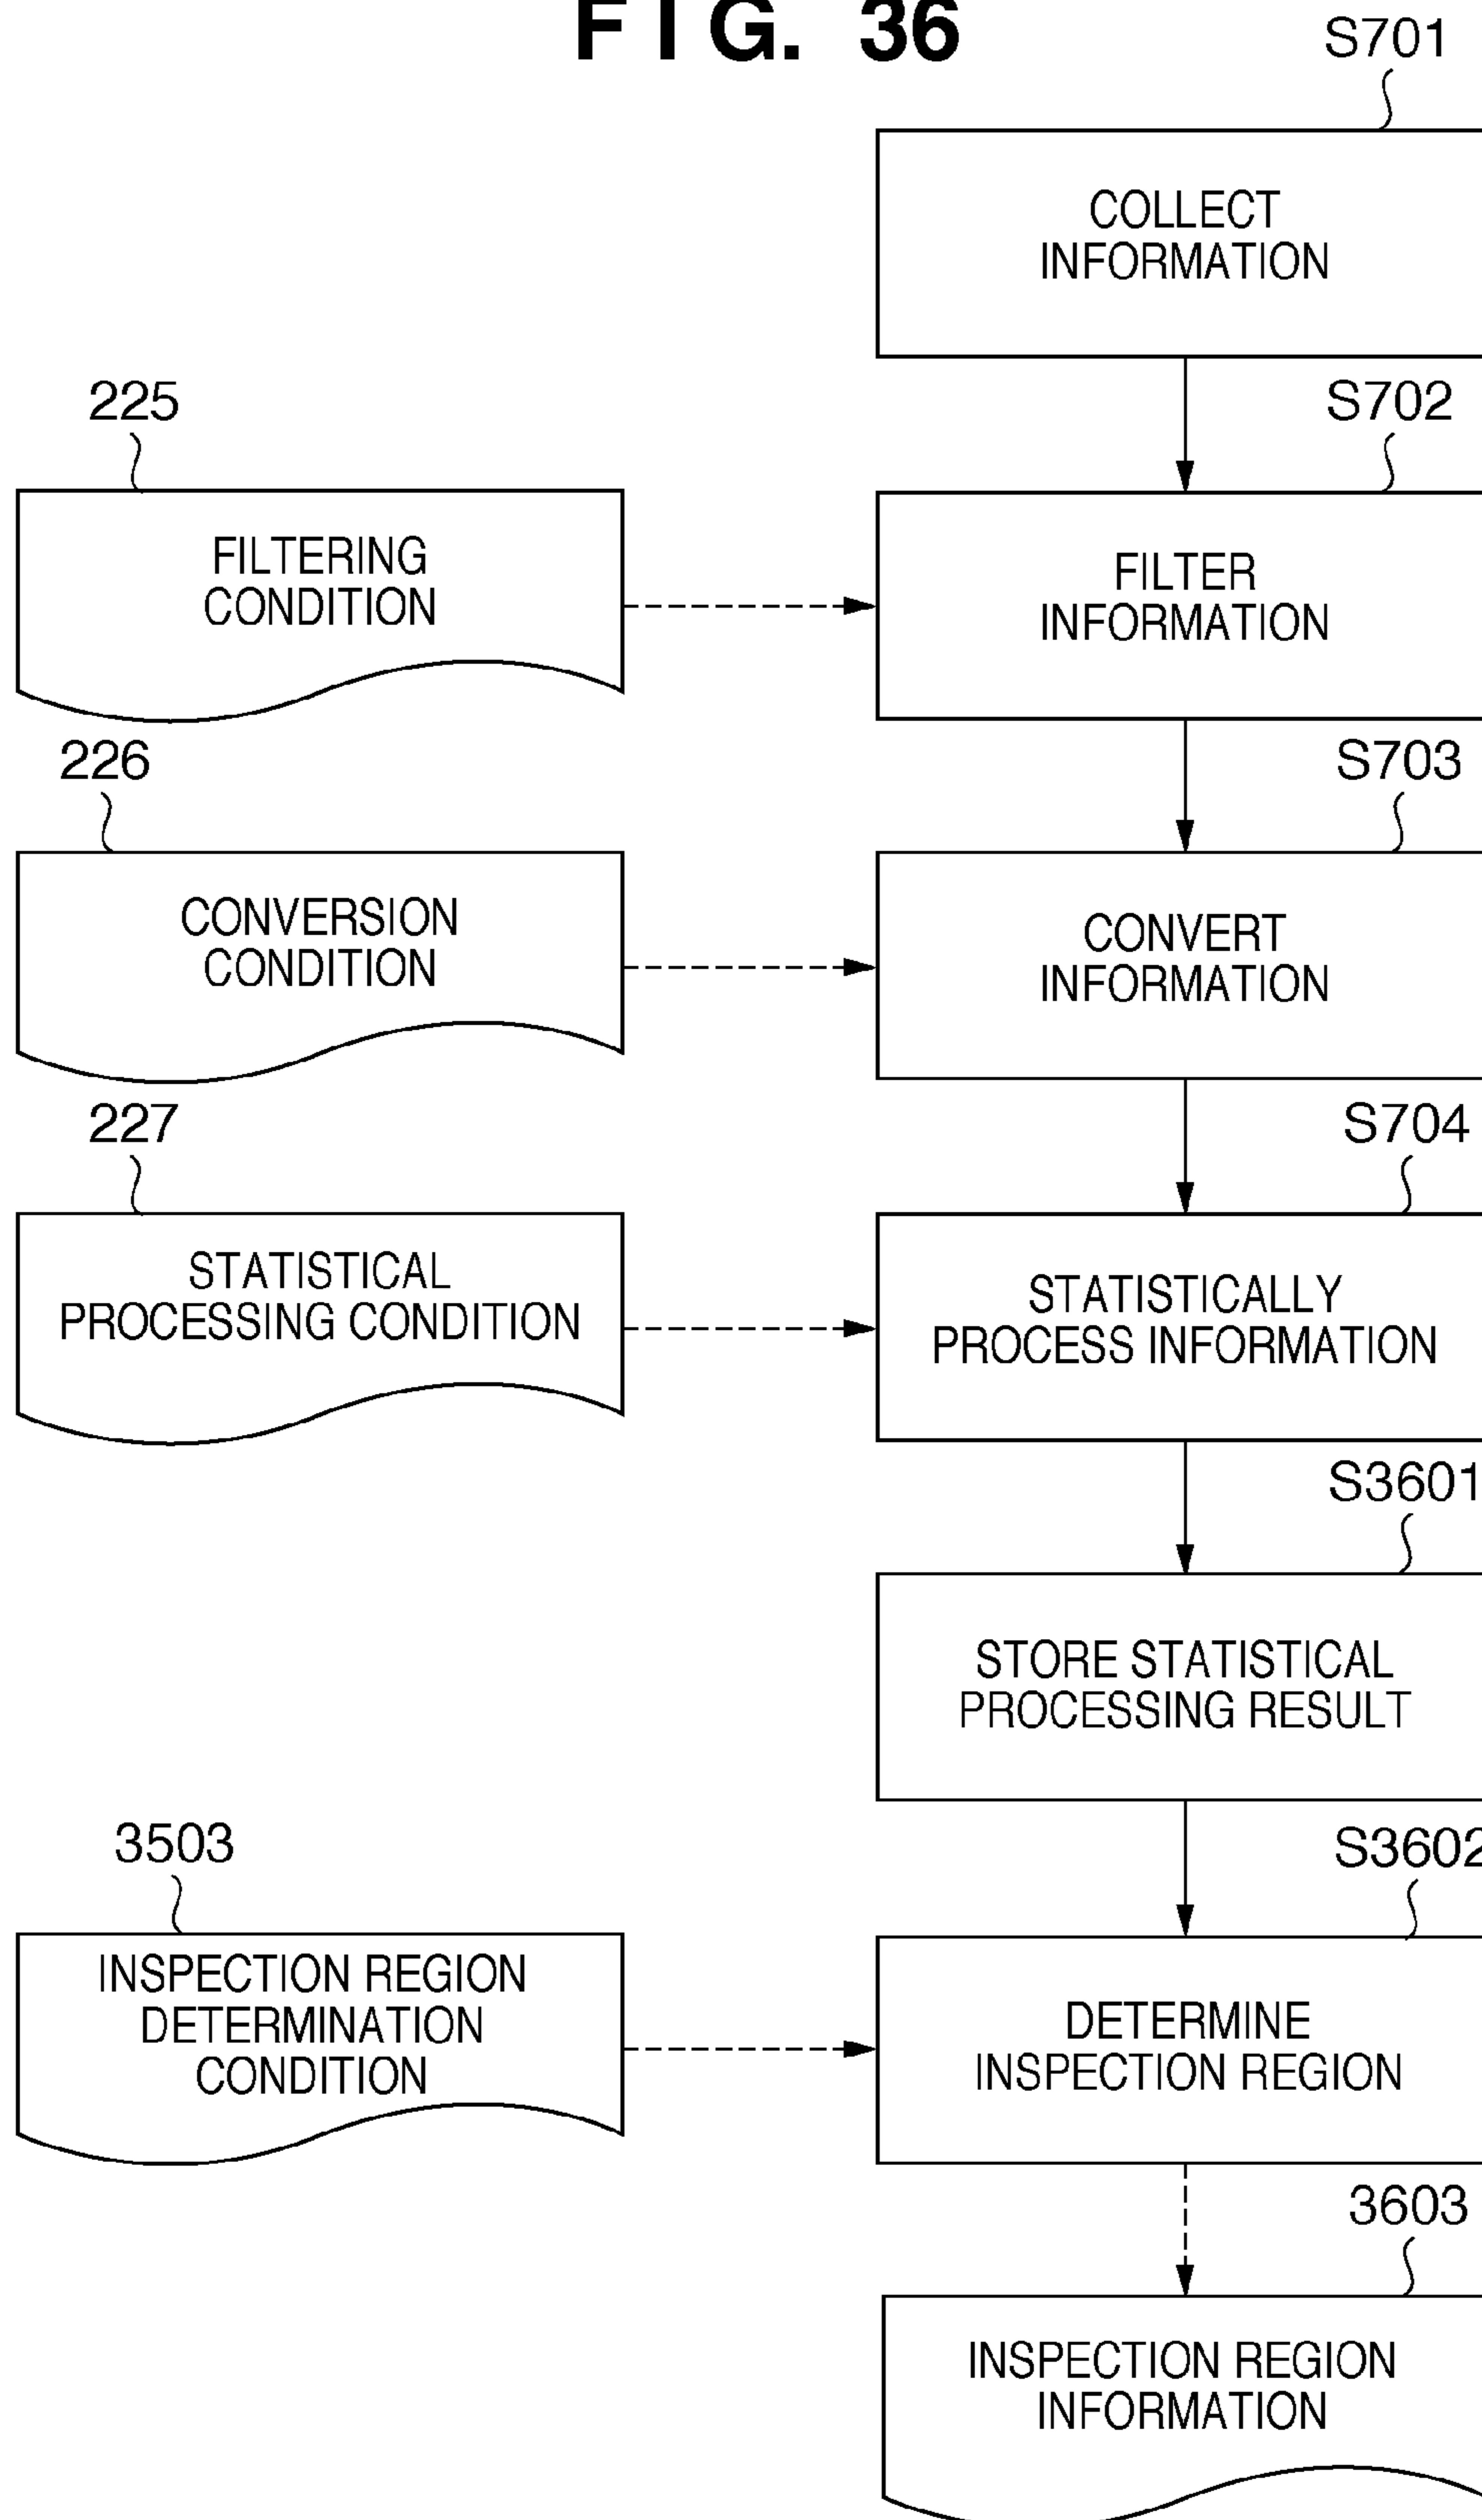 FIG. 36
S701
COLLECT
INFORMATION
225
S702
FILTERING
CONDITION
FILTER
INFORMATION
226
S703
CONVERSION
CONDITION
CONVERT
INFORMATION
227
S704
STATISTICAL
PROCESSING CONDITION
STATISTICALLY
PROCESS INFORMATION
S3601
STORE STATISTICAL
PROCESSING RESULT
3503
S3602
INSPECTION REGION
DETERMINATION
CONDITION
DETERMINE
INSPECTION REGION
3603
INSPECTION REGION
INFORMATION